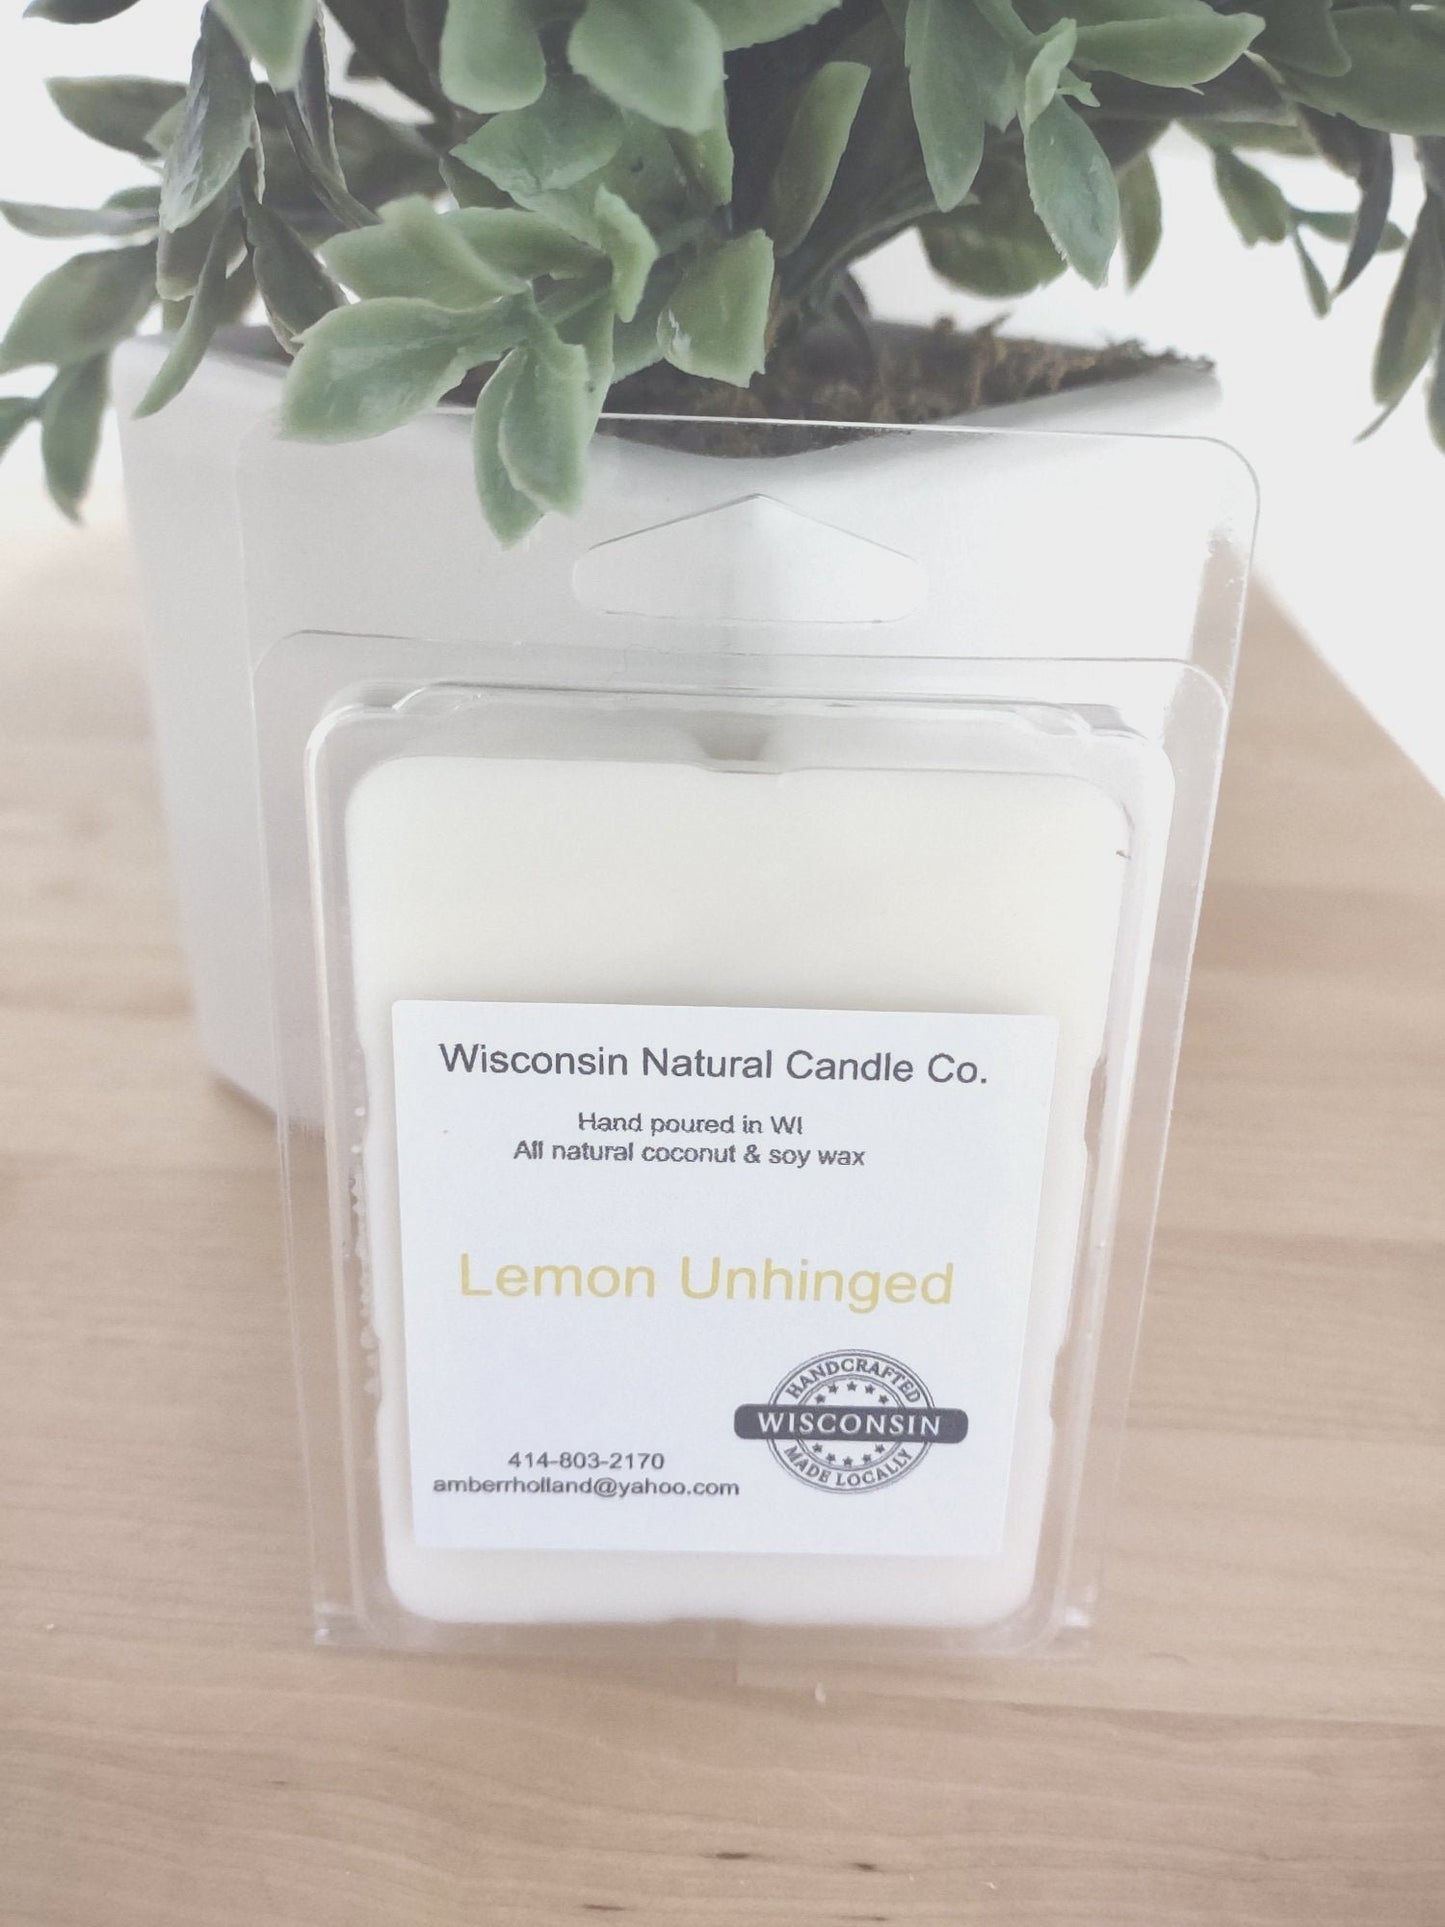 Wisconsin Natural Candle Co.
Hand poured in WI
All natural coconut & soy wax
Lemon Unhinged
HANDCRAFTED
WISCONSIN
MADE LOCALLY
414-803-2170
amberrholland@yahoo.com